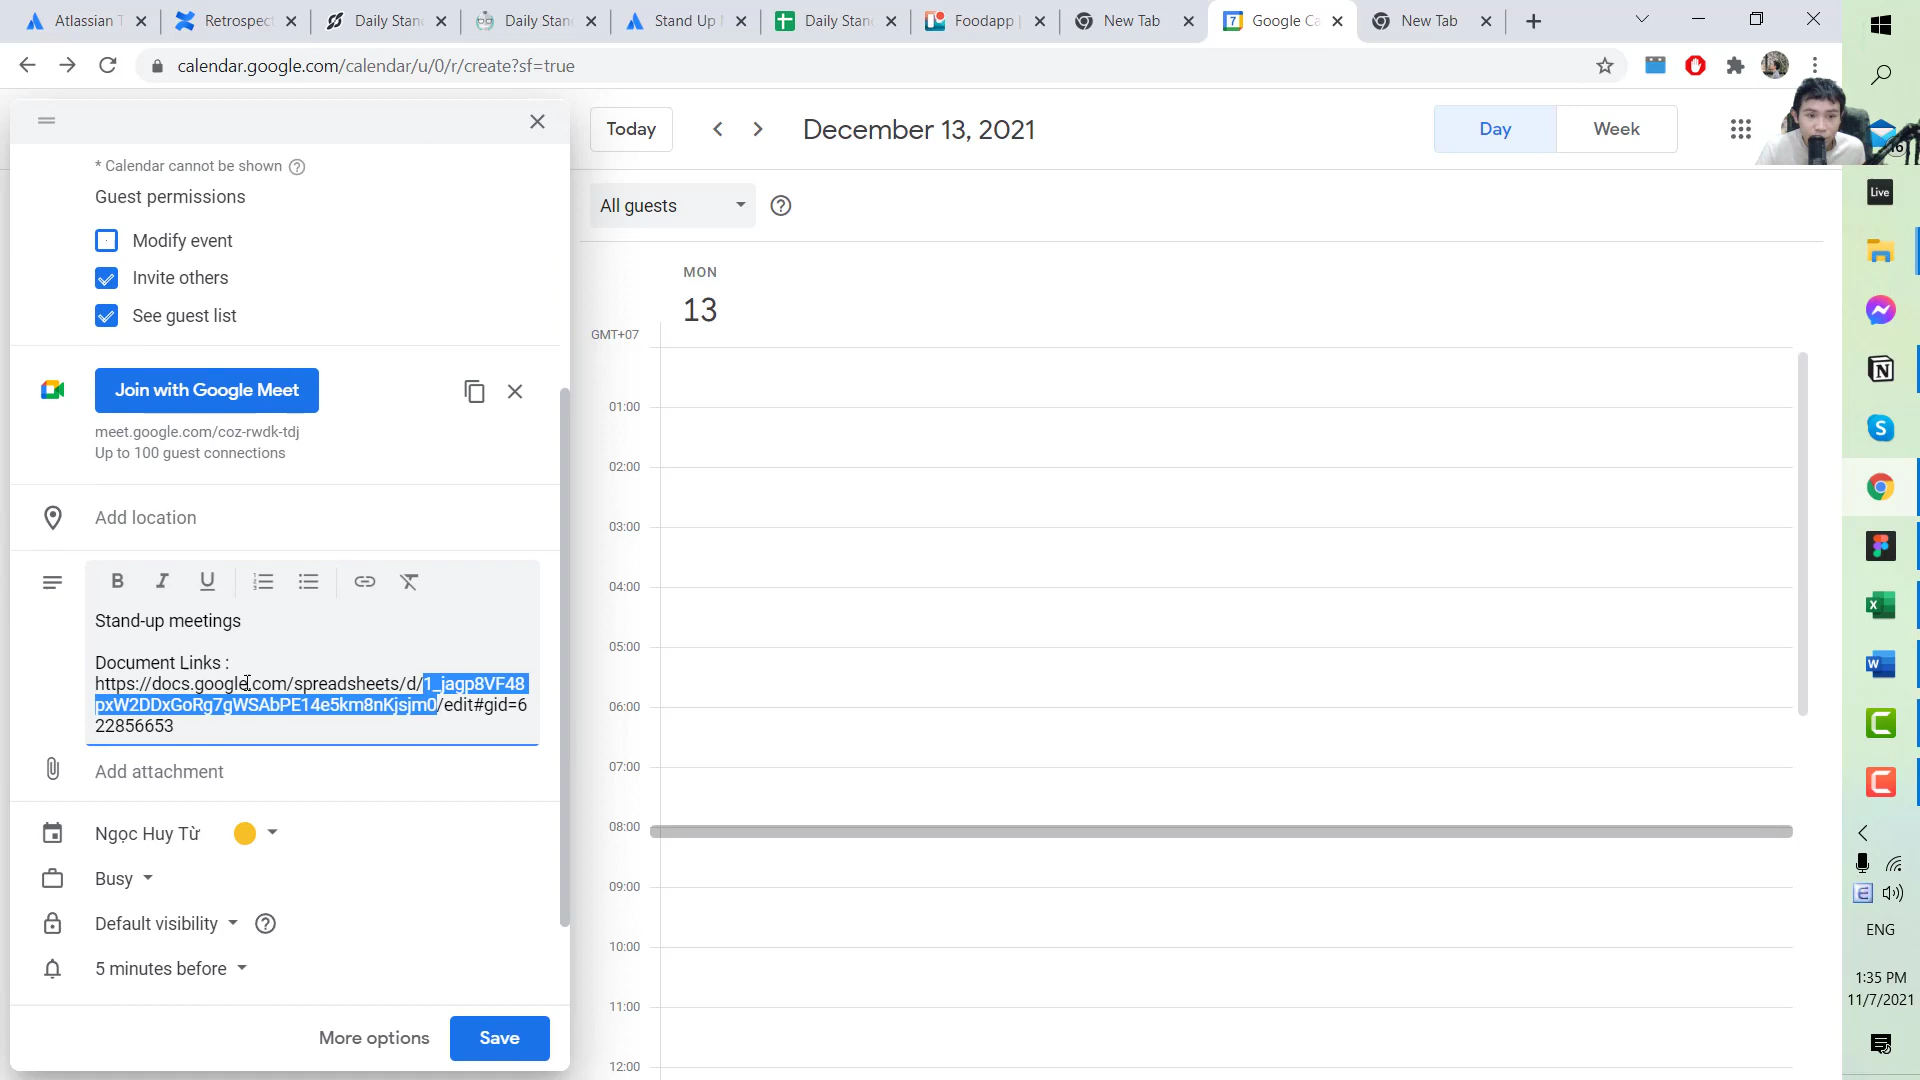 Atlassian T
Retrospec
Daily Stan
Daily Stan
Stand Up
Daily Stan
Foodapp
New Tab
Google Ca
New Tab
calendar.google.com/calendar/u/0/r/create?sf=true
Today
December 13, 2021
Day
Week
* Calendar cannot be shown
Guest permissions
Modify event
Invite others
See guest list
Join with Google Meet
meet.google.com/coz-rwdk-tdj
Up to 100 guest connections
Add location
Stand-up meetings
Document Links :
https://docs.google.com/spreadsheets/d/1_jagp8VF48
pxW2DDxGoRg7gWSAbPE14e5km8nKjsjm0/edit#gid=6
22856653
Add attachment
Ngọc Huy Từ
Busy
Default visibility
5 minutes before
More options
Save
All guests
MON
13
GMT+07
01:00
02:00
03:00
04:00
05:00
06:00
07:00
08:00
09:00
10:00
11:00
12:00
16
Live
ENG
1:35 PM
11/7/2021